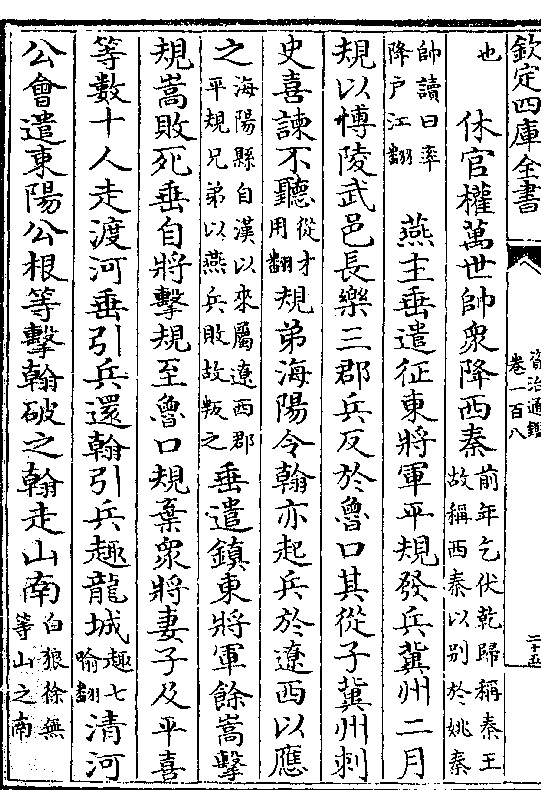 欽定四庫全書
資治通鑑
卷一百八
二十五
也　休官權萬世帥衆降西秦前年乞伏乾歸稱秦王故稱西秦以别於姚秦
帥讀曰率降户江翻　燕主垂遣征東將軍平規發兵冀州二月
規以愽陵武邑長樂三郡兵反於魯口其從子冀州刺
史喜諫不聽從才用翻規弟海陽令翰亦起兵於遼西以應
之海陽縣自漢以來屬遼西郡平規兄弟以燕兵敗故叛之垂遣鎮東將軍餘嵩擊
規嵩敗死垂自將擊規至魯口規棄衆將妻子及平喜
等數十人走渡河垂引兵還翰引兵趣龍城趣七喻翻清河
公會遣東陽公根等擊翰破之翰走山南白狼徐無等山之南